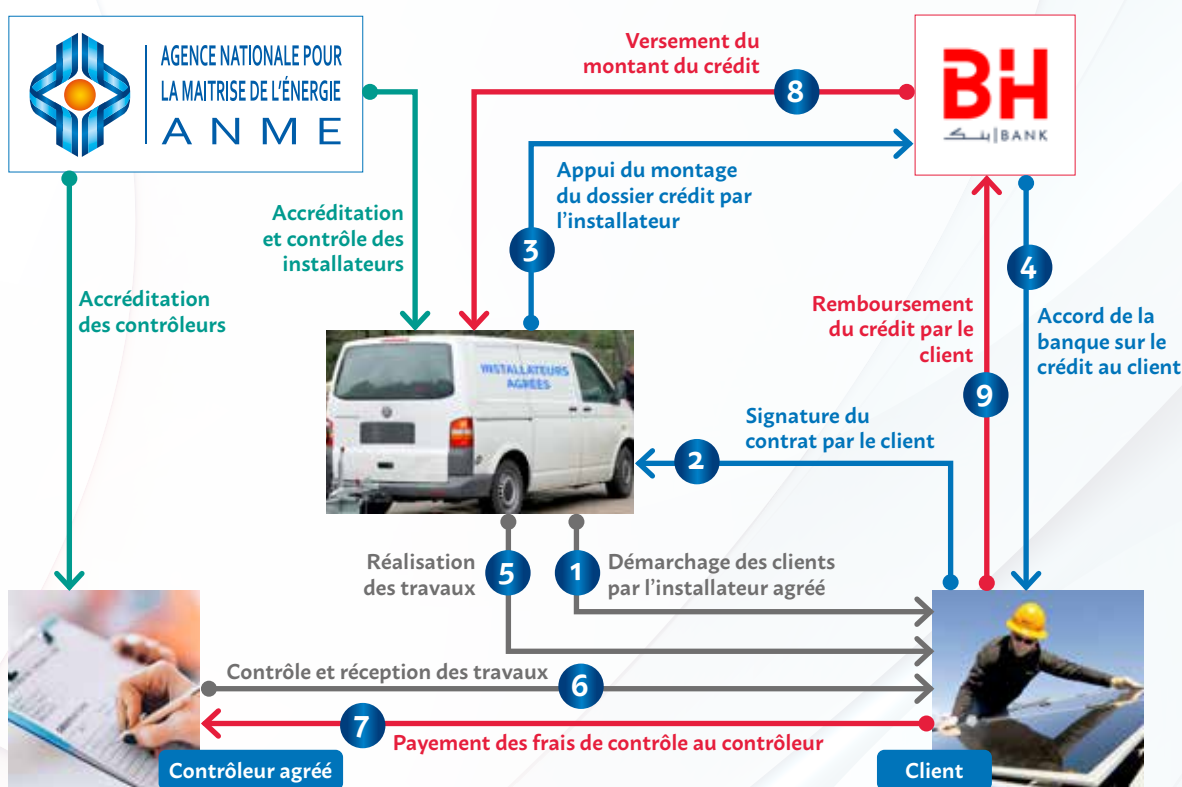 AGENCE NATIONALE POUR
LA MAITRISE DE L'ÉNERGIE
ANME
Versement du
montant du crédit
8
BH
بنك | BANK
Appui du montage
du dossier crédit par
l'installateur
3
Accréditation
et contrôle des
installateurs
Accréditation
des contrôleurs
4
Remboursement
du crédit par le
client
9
Accord de la
banque sur le
crédit au client
INSTALLATEURS
AGRÉES
Signature du
contrat par le client
2
Réalisation
des travaux
5
1
Démarchage des clients
par l'installateur agréé
Contrôle et réception des travaux
6
7
Payement des frais de contrôle au contrôleur
Contrôleur agréé
Client